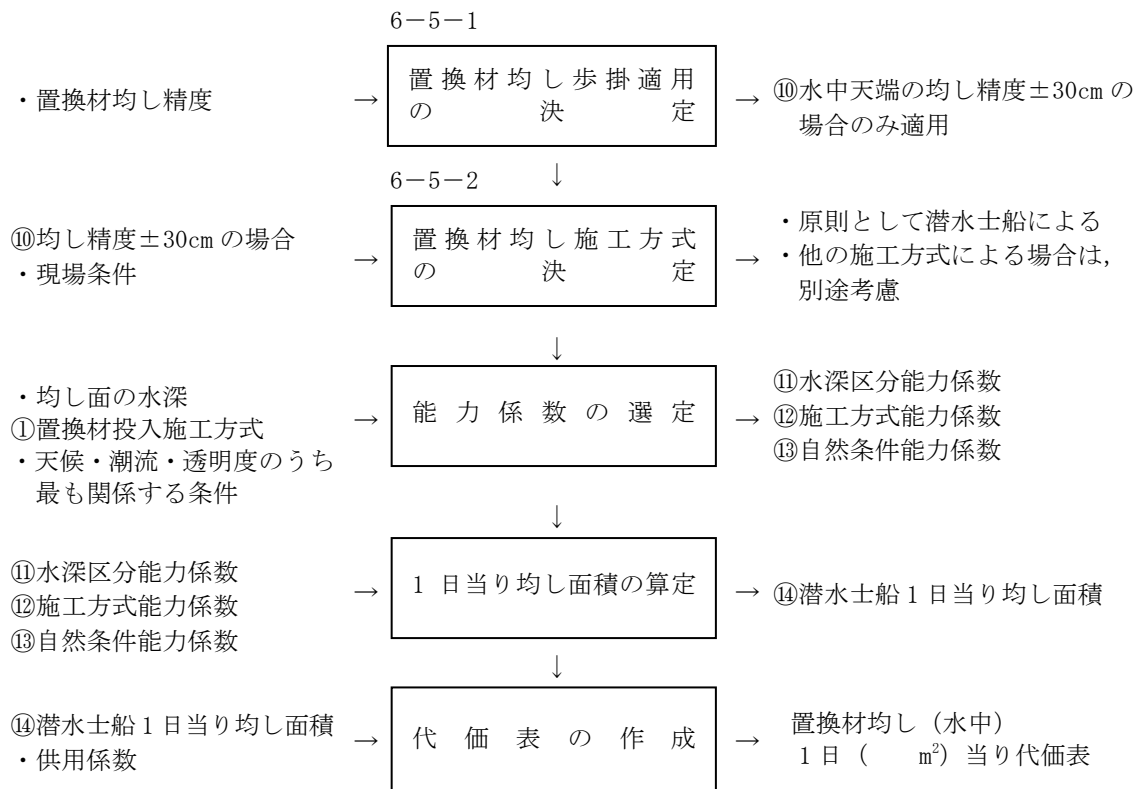 6-5-1
・置換材均し精度
→
置換材均し歩掛適用
の決定
→
⑩水中天端の均し精度±30cmの
場合のみ適用
↓
6-5-2
⑩均し精度±30cmの場合
・現場条件
→
置換材均し施工方式
の決定
→
・原則として潜水士船による
・他の施工方式による場合は,
別途考慮
↓
・均し面の水深
①置換材投入施工方式
・天候・潮流・透明度のうち
最も関係する条件
→
能力係数の選定
→
⑪水深区分能力係数
⑫施工方式能力係数
⑬自然条件能力係数
↓
⑪水深区分能力係数
⑫施工方式能力係数
⑬自然条件能力係数
→
1日当り均し面積の算定
→
⑭潜水士船1日当り均し面積
↓
⑭潜水士船1日当り均し面積
・供用係数
→
代価表の作成
→
置換材均し（水中）
1日（　　m²）当り代価表